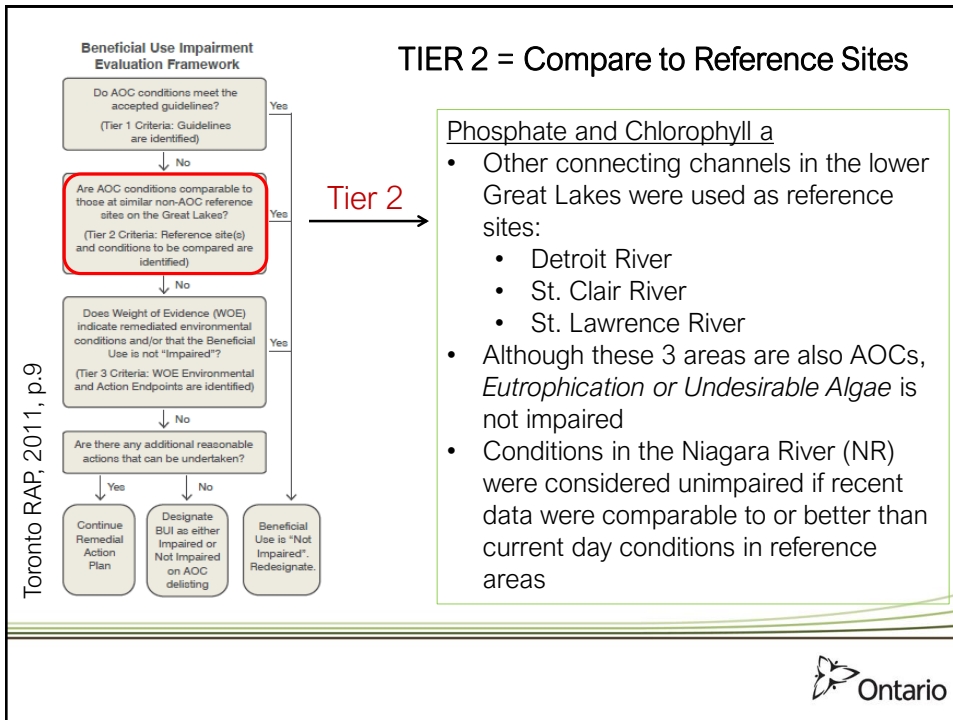 TIER 2 = Compare to Reference Sites
Beneficial Use Impairment
Evaluation Framework
Do AOC conditions meet the
accepted guidelines?
(Tier 1 Criteria: Guidelines
are identified)
Yes
No
Are AOC conditions comparable to
those at similar non-AOC reference
sites on the Great Lakes?
(Tier 2 Criteria: Reference site(s)
and conditions to be compared are
identified)
Yes
Tier 2
No
Does Weight of Evidence (WOE)
indicate remediated environmental
conditions and/or that the Beneficial
Use is not “Impaired”?
(Tier 3 Criteria: WOE Environmental
and Action Endpoints are identified)
Yes
No
Are there any additional reasonable
actions that can be undertaken?
Yes
No
Continue
Remedial
Action
Plan
Designate
BUI as either
Impaired or
Not Impaired
on AOC
delisting
Beneficial
Use is “Not
Impaired”.
Redesignate.
Toronto RAP, 2011, p.9
Phosphate and Chlorophyll a
• Other connecting channels in the lower
Great Lakes were used as reference
sites:
• Detroit River
• St. Clair River
• St. Lawrence River
• Although these 3 areas are also AOCs,
Eutrophication or Undesirable Algae is
not impaired
• Conditions in the Niagara River (NR)
were considered unimpaired if recent
data were comparable to or better than
current day conditions in reference
areas
Ontario